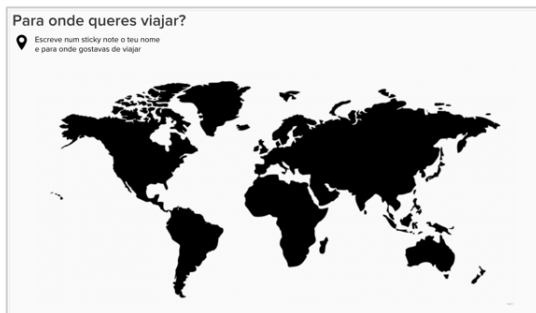 Para onde queres viajar?
Escreve num sticky note o teu nome
e para onde gostavas de viajar